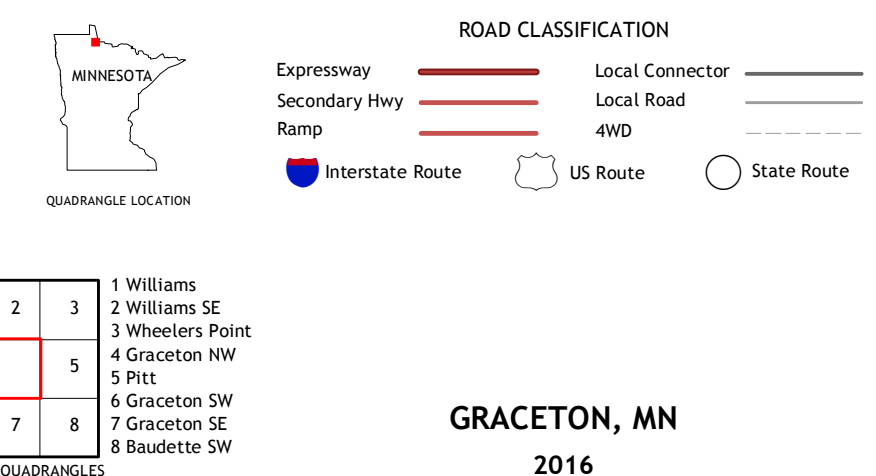 MINNESOTA
QUADRANGLE LOCATION
ROAD CLASSIFICATION
Expressway
Secondary Hwy
Ramp
Local Connector
Local Road
4WD
Interstate Route
US Route
State Route
2 3
5
7 8
1 Williams
2 Williams SE
3 Wheelers Point
4 Graceton NW
5 Pitt
6 Graceton SW
7 Graceton SE
8 Baudette SW
QUADRANGLES
GRACETON, MN
2016